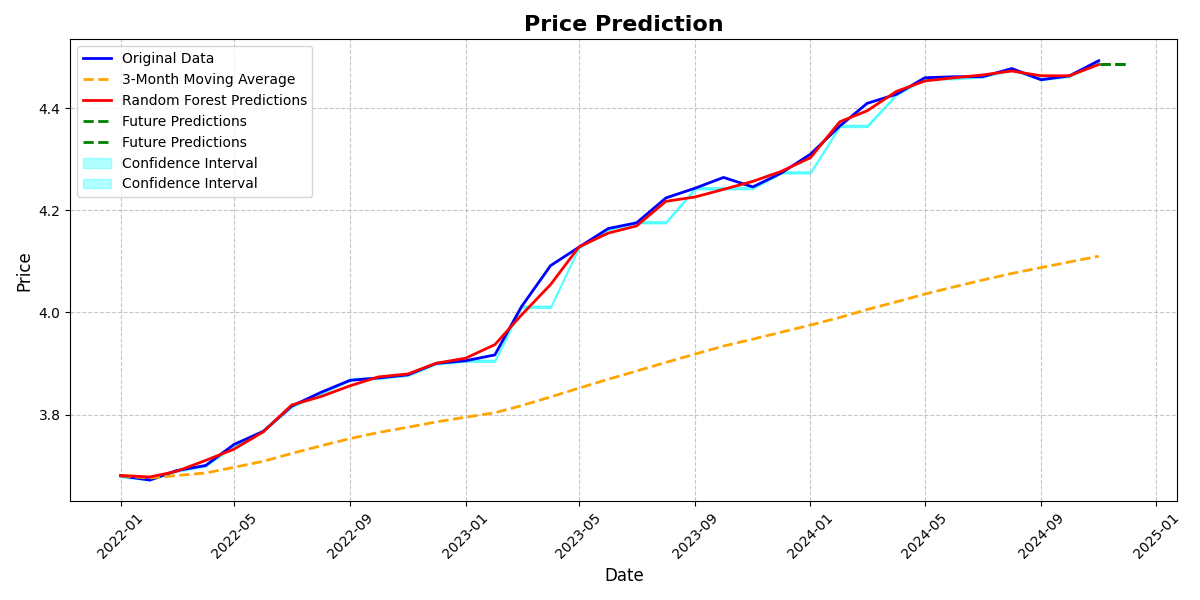 Price Prediction
Original Data
3-Month Moving Average
Random Forest Predictions
Future Predictions
Future Predictions
Confidence Interval
Confidence Interval
Price
4.4
4.2
4.0
3.8
2022-01
2022-05
2022-09
2023-01
2023-05
2023-09
2024-01
2024-05
2024-09
2025-01
Date